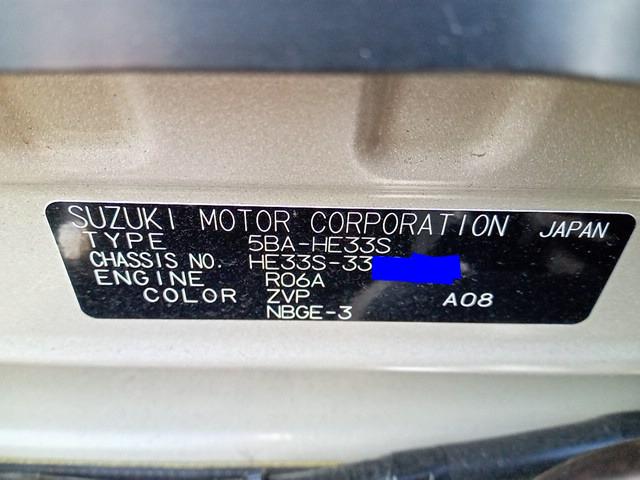 SUZUKI MOTOR CORPORATION JAPAN
TYPE 5BA-HE33S
CHASSIS NO. HE33S-33
ENGINE R06A
COLOR ZVP A08
NBGE-3